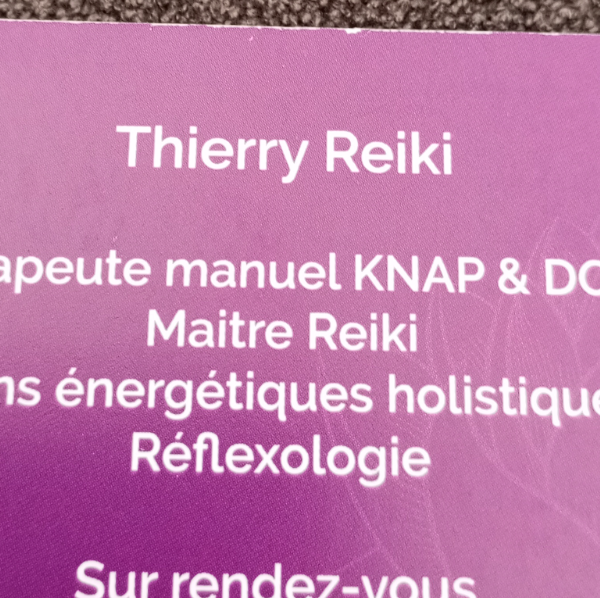 Thierry Reiki
apeute manuel KNAP & DO
Maitre Reiki
ns énergétiques holistique
Réflexologie
Sur rendez-vous